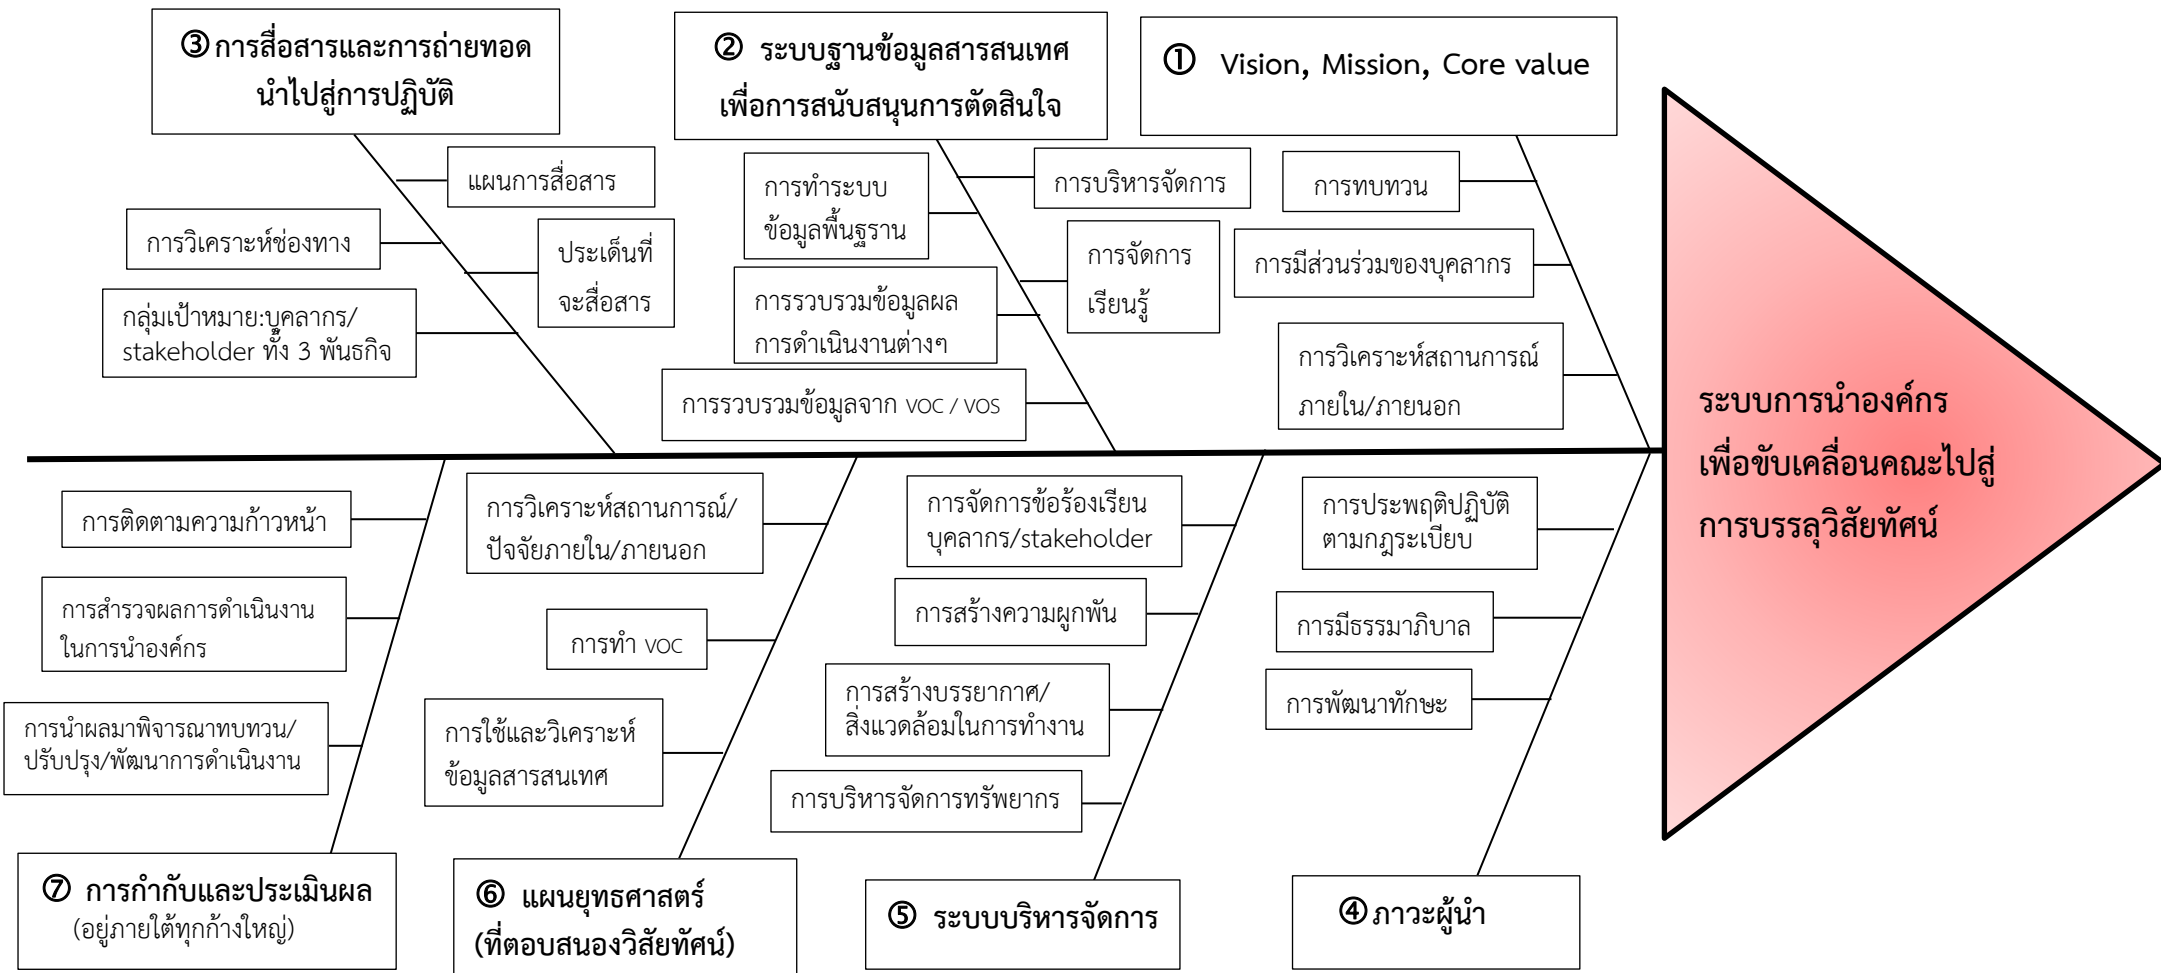 ③ การสื่อสารและการถ่ายทอด
นำไปสู่การปฏิบัติ
② ระบบฐานข้อมูลสารสนเทศ
เพื่อการสนับสนุนการตัดสินใจ
① Vision, Mission, Core value
แผนการสื่อสาร
การวิเคราะห์ช่องทาง
ประเด็นที่
จะสื่อสาร
กลุ่มเป้าหมาย:บุคลากร/
stakeholder ทั้ง 3 พันธกิจ
การทำระบบ
ข้อมูลพื้นฐราน
การบริหารจัดการ
การจัดการ
เรียนรู้
การรวบรวมข้อมูลผล
การดำเนินงานต่างๆ
การรวบรวมข้อมูลจาก VOC / VOS
การทบทวน
การมีส่วนร่วมของบุคลากร
การวิเคราะห์สถานการณ์
ภายใน/ภายนอก
ระบบการนำองค์กร
เพื่อขับเคลื่อนคณะไปสู่
การบรรลุวิสัยทัศน์
การติดตามความก้าวหน้า
การสำรวจผลการดำเนินงาน
ในการนำองค์กร
การนำผลมาพิจารณาทบทวน/
ปรับปรุง/พัฒนาการดำเนินงาน
การวิเคราะห์สถานการณ์/
ปัจจัยภายใน/ภายนอก
การทำ VOC
การใช้และวิเคราะห์
ข้อมูลสารสนเทศ
การจัดการข้อร้องเรียน
บุคลากร/stakeholder
การสร้างความผูกพัน
การสร้างบรรยากาศ/
สิ่งแวดล้อมในการทำงาน
การบริหารจัดการทรัพยากร
การประพฤติปฏิบัติ
ตามกฎระเบียบ
การมีธรรมาภิบาล
การพัฒนาทักษะ
⑦ การกำกับและประเมินผล
(อยู่ภายใต้ทุกก้างใหญ่)
⑥ แผนยุทธศาสตร์
(ที่ตอบสนองวิสัยทัศน์)
⑤ ระบบบริหารจัดการ
④ ภาวะผู้นำ